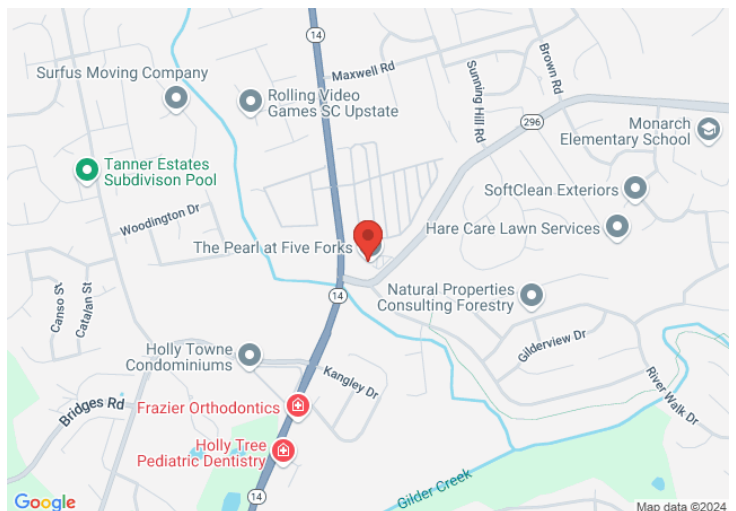 14
Maxwell Rd
Brown Rd
Surfus Moving Company
Rolling Video
Games SC Upstate
Sunning Hill Rd
296
Monarch
Elementary School
Tanner Estates
Subdivison Pool
SoftClean Exteriors
Woodington Dr
Hare Care Lawn Services
The Pearl at Five Forks
Canso St
Catalan St
14
Natural Properties
Consulting Forestry
Gilderview Dr
Holly Towne
Condominiums
Kangley Dr
River Walk Dr
Bridges Rd
Frazier Orthodontics
Holly Tree
Pediatric Dentistry
14
Gilder Creek
Google
Map data ©2024